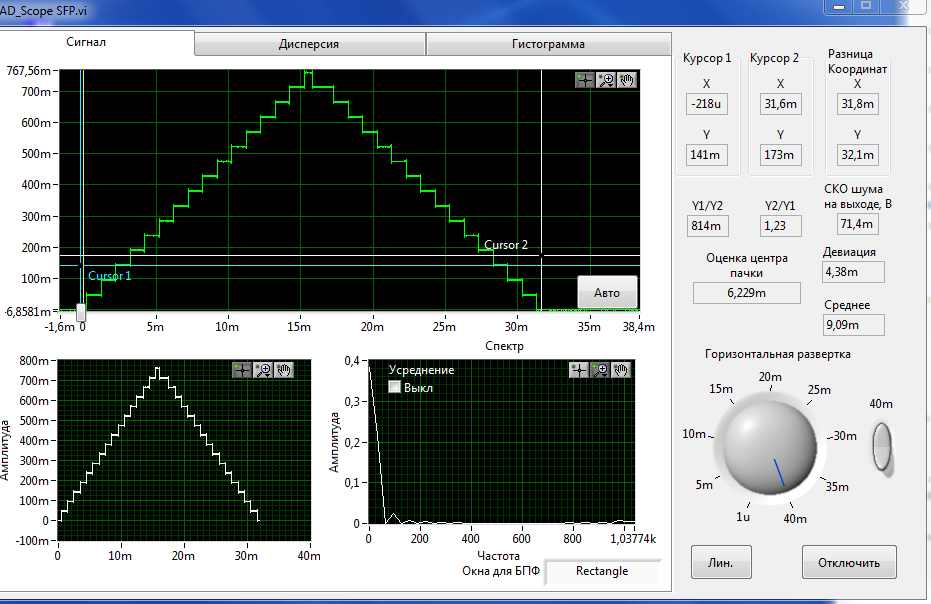 AD_Scope SFP.vi
Сигнал
Дисперсия
Гистограмма
767,56m
700m
600m
500m
400m
300m
200m
100m
-6,8581m
-1,6m 0 5m 10m 15m 20m 25m 30m 35m 38,4m
Cursor 2
Cursor 1
Авто
Курсор 1
X
-218u
Y
141m
Курсор 2
X
31,6m
Y
173m
Разница
Координат
X
31,8m
Y
32,1m
Y1/Y2
814m
Y2/Y1
1,23
СКО шума
на выходе, В
71,4m
Оценка центра
пачки
6,229m
Девиация
4,38m
Среднее
9,09m
Амплитуда
800m
700m
600m
500m
400m
300m
200m
100m
0
-100m
0 10m 20m 30m 40m
Спектр
Амплитуда
0,4
0,3
0,2
0,1
0
Усреднение
Выкл
0 200 400 600 800 1,03774k
Частота
Окна для БПФ Rectangle
Горизонтальная развертка
20m
15m 25m
10m 30m
5m 35m
1u 40m
40m
Лин.
Отключить